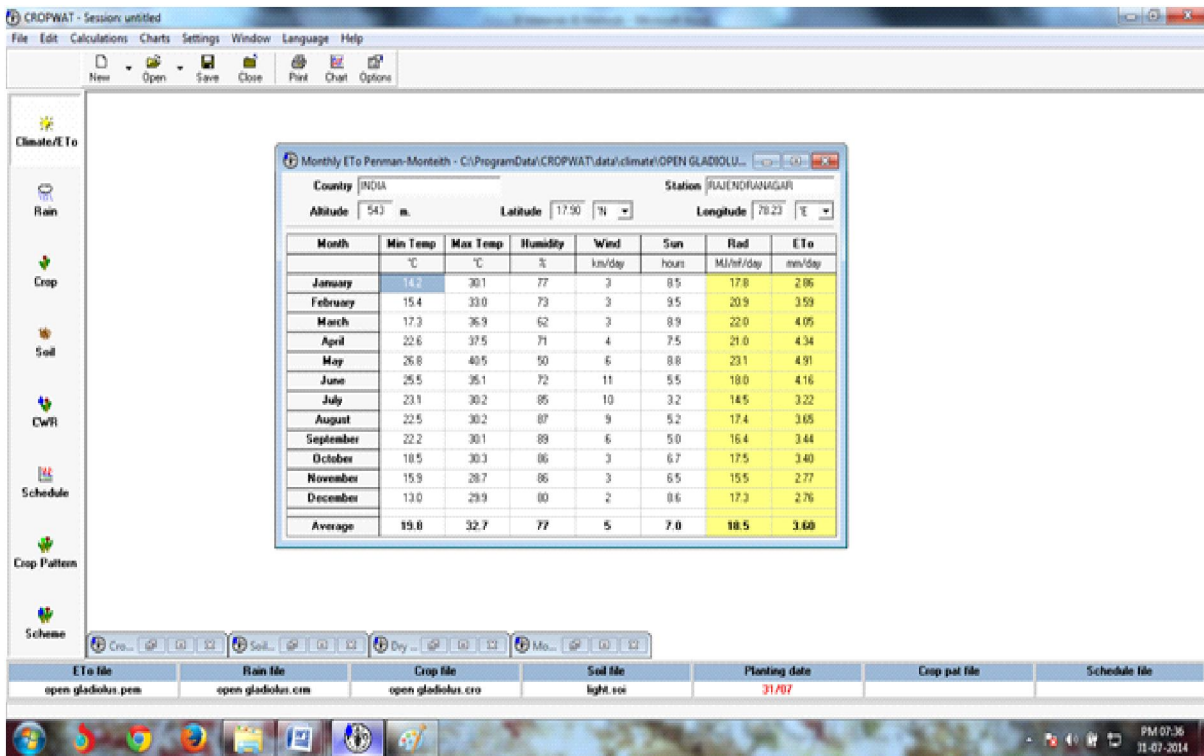 CROPWAT - Session: untitled
File Edit Calculations Charts Settings Window Language Help
New Open Save Close Print Chart Options
Climate/ETo
Rain
Crop
Soil
CWR
Schedule
Crop Pattern
Scheme
Monthly ETo Penman-Monteith - C:\ProgramData\CROPWAT\data\climate\OPEN GLADIOLU...
Country INDIA Station RAJENDRANAGAR
Altitude 543 m. Latitude 17.90 °N Longitude 78.23 °E
Month Min Temp Max Temp Humidity Wind Sun Rad ETo
°C °C % km/day hours MJ/m²/day mm/day
January 14.2 30.1 77 3 8.5 17.8 2.86
February 15.4 33.0 73 3 9.5 20.9 3.59
March 17.3 36.9 62 3 8.9 22.0 4.05
April 22.6 37.5 71 4 7.5 21.0 4.34
May 26.8 40.5 50 6 8.8 23.1 4.91
June 25.5 35.1 72 11 5.5 18.0 4.16
July 23.1 30.2 85 10 3.2 14.5 3.22
August 22.5 30.2 87 9 5.2 17.4 3.65
September 22.2 30.1 89 6 5.0 16.4 3.44
October 18.5 30.3 86 3 6.7 17.5 3.40
November 15.9 28.7 86 3 6.5 15.5 2.77
December 13.0 29.9 80 2 8.6 17.3 2.76
Average 19.8 32.7 77 5 7.0 18.5 3.60
Cro... Soil... Dry ... Mo...
ETo file Rain file Crop file Soil file Planting date Crop pat file Schedule file
open gladiolus.pem open gladiolus.crm open gladiolus.cro light.soi 31/07
PM 07:36
31-07-2014